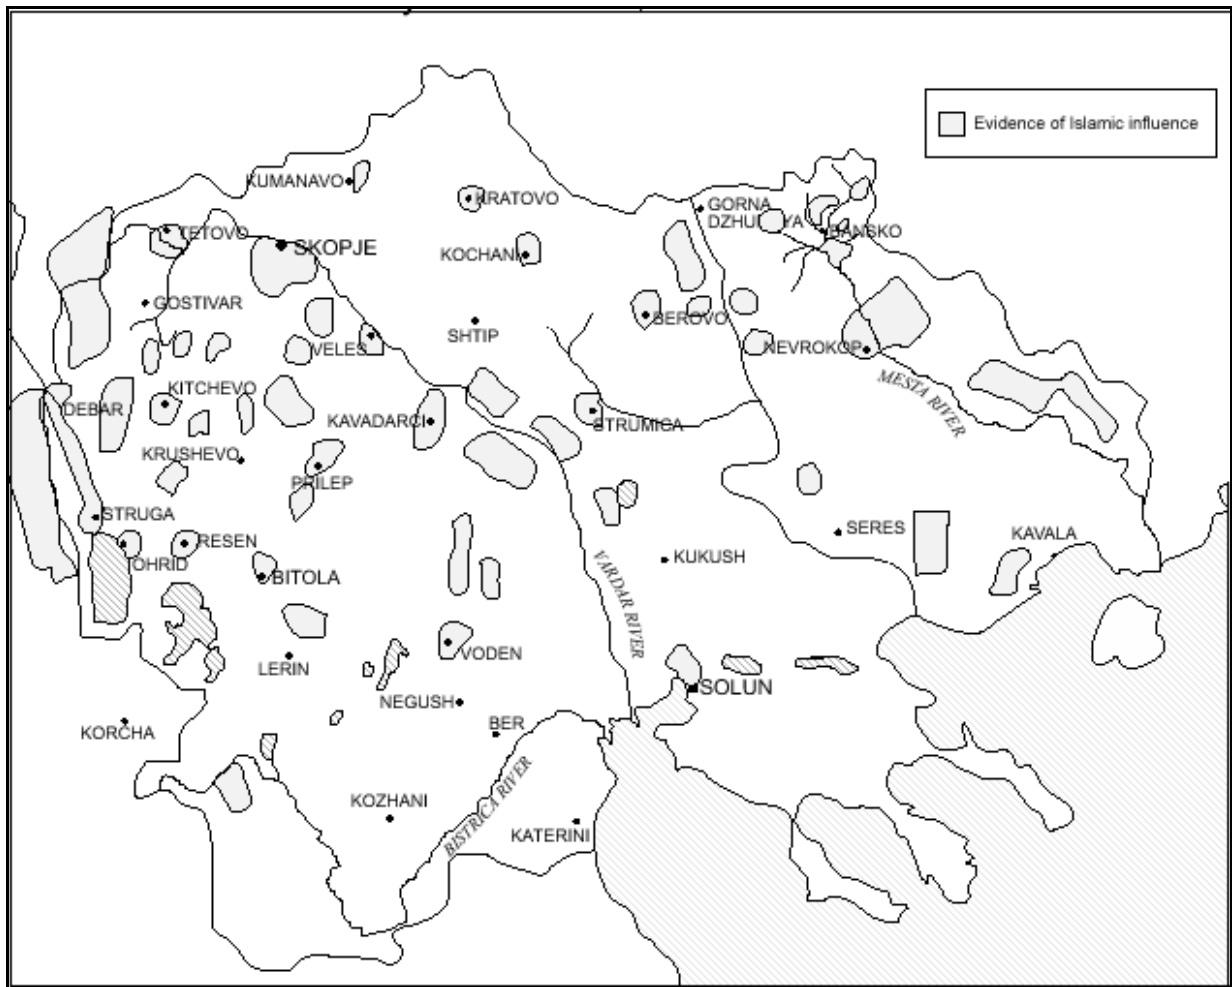 Evidence of Islamic influence
KUMANAVO
KRATOVO
GORNA
DZHUMAYA
BANSKO
TETOVO
SKOPJE
KOCHANI
GOSTIVAR
BEROVO
SHTIP
VELES
NEVROKOP
MESTA RIVER
KITCHEVO
DEBAR
KAVADARCI
STRUMICA
KRUSHEVO
PRILEP
STRUGA
SERES
KAVALA
OHRID
RESEN
KUKUSH
BITOLA
VARDAR RIVER
VODEN
LERIN
SOLUN
NEGUSH
BER
KORCHA
BISTRICA RIVER
KOZHANI
KATERINI